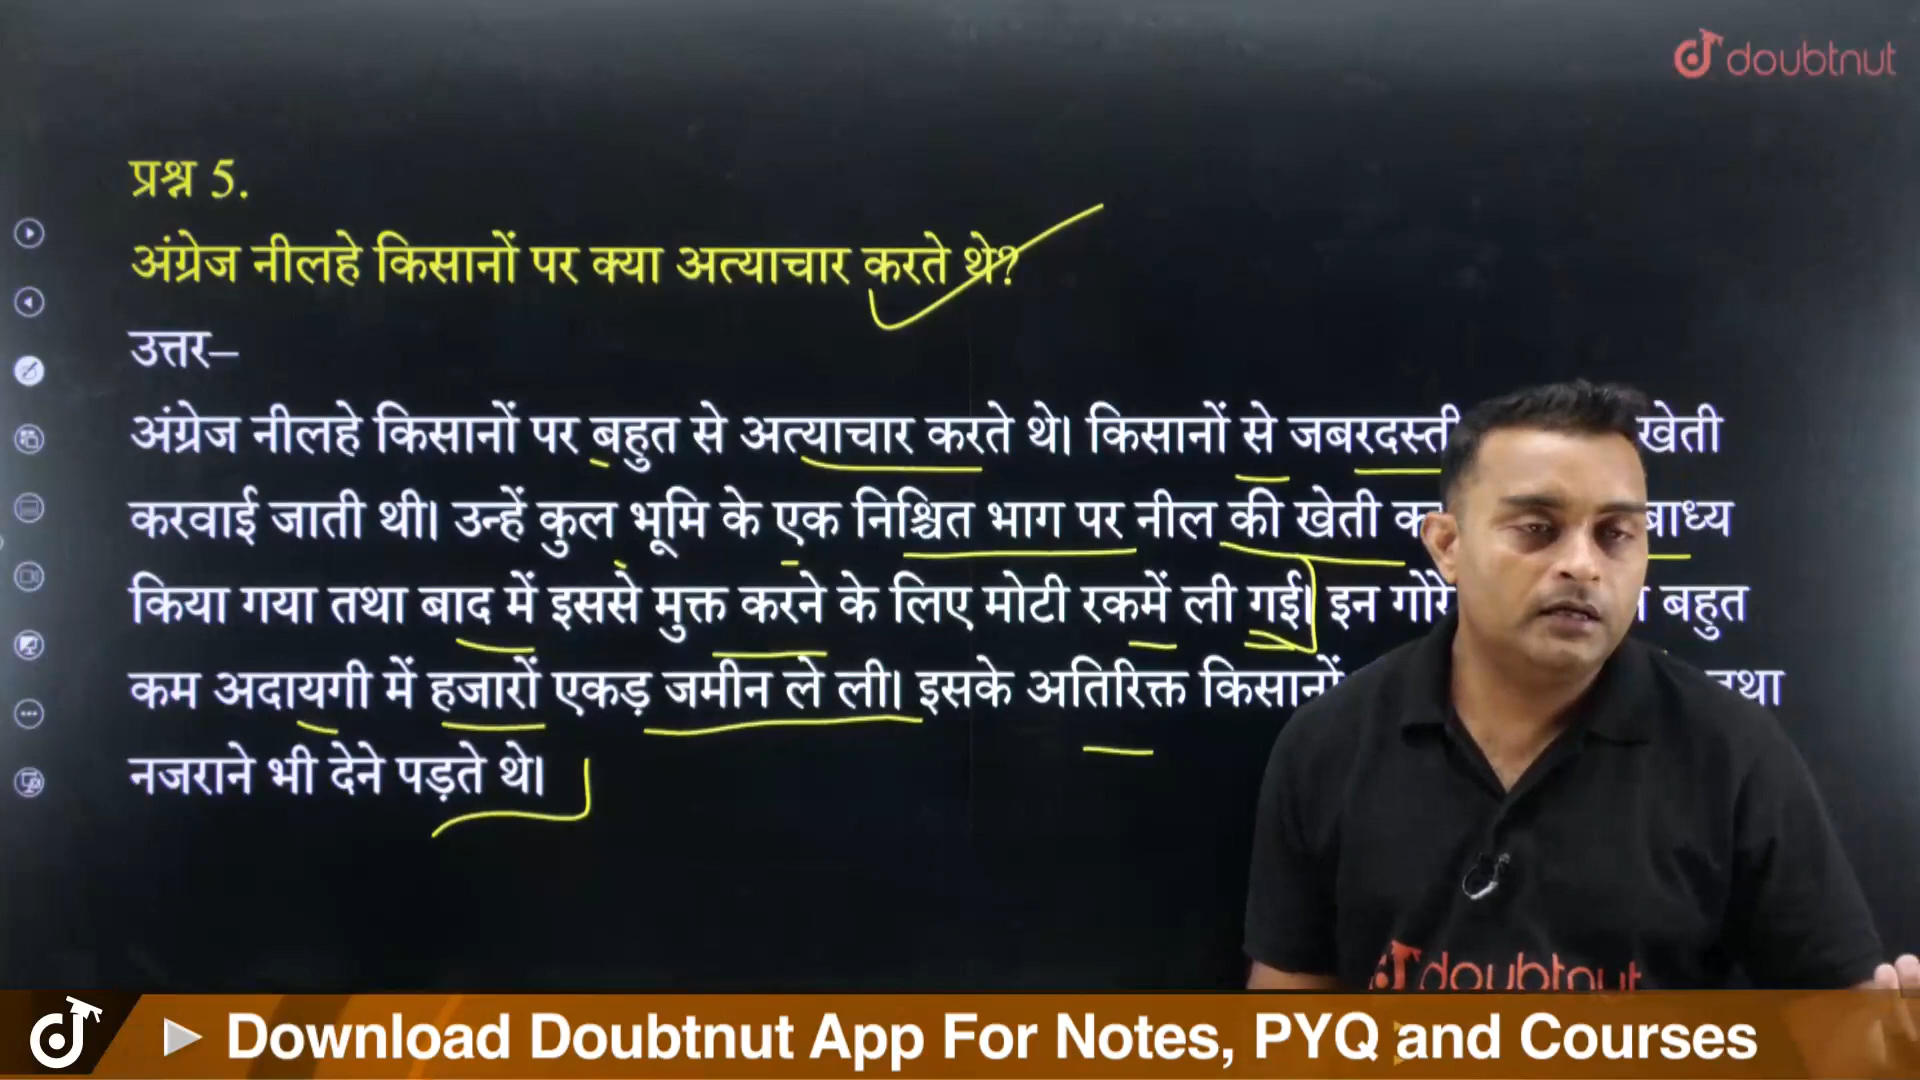 doubtnut
प्रश्न 5.
अंग्रेज नीलहे किसानों पर क्या अत्याचार करते थे?
उत्तर–
अंग्रेज नीलहे किसानों पर बहुत से अत्याचार करते थे। किसानों से जबरदस्ती खेती
करवाई जाती थी। उन्हें कुल भूमि के एक निश्चित भाग पर नील की खेती बाध्य
किया गया तथा बाद में इससे मुक्त करने के लिए मोटी रकमें ली गई। इन गोरे बहुत
कम अदायगी में हजारों एकड़ जमीन ले ली। इसके अतिरिक्त किसानों तथा
नजराने भी देने पड़ते थे।
doubtnut
Download Doubtnut App For Notes, PYQ and Courses